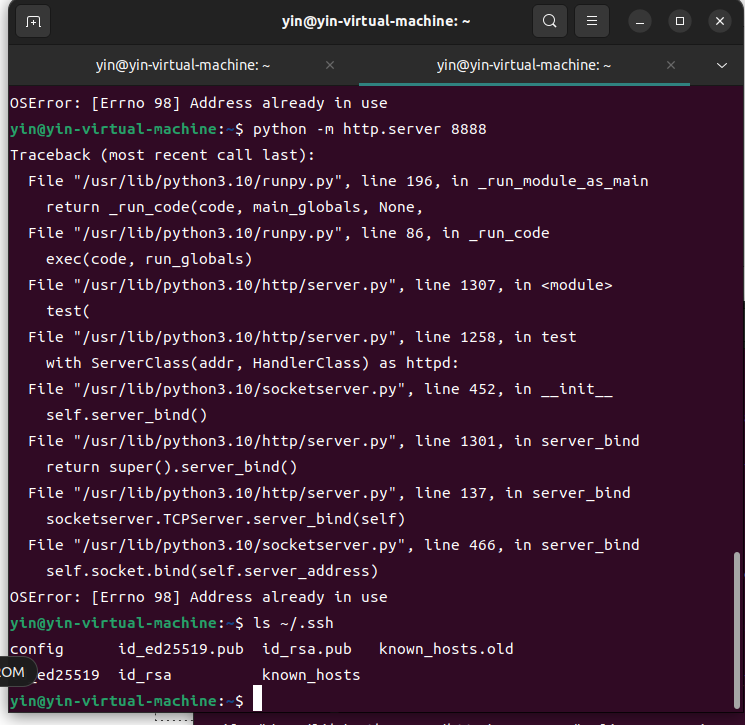 yin@yin-virtual-machine: ~
yin@yin-virtual-machine: ~
yin@yin-virtual-machine: ~
OSError: [Errno 98] Address already in use
yin@yin-virtual-machine:~$ python -m http.server 8888
Traceback (most recent call last):
  File "/usr/lib/python3.10/runpy.py", line 196, in _run_module_as_main
    return _run_code(code, main_globals, None,
  File "/usr/lib/python3.10/runpy.py", line 86, in _run_code
    exec(code, run_globals)
  File "/usr/lib/python3.10/http/server.py", line 1307, in <module>
    test(
  File "/usr/lib/python3.10/http/server.py", line 1258, in test
    with ServerClass(addr, HandlerClass) as httpd:
  File "/usr/lib/python3.10/socketserver.py", line 452, in __init__
    self.server_bind()
  File "/usr/lib/python3.10/http/server.py", line 1301, in server_bind
    return super().server_bind()
  File "/usr/lib/python3.10/http/server.py", line 137, in server_bind
    socketserver.TCPServer.server_bind(self)
  File "/usr/lib/python3.10/socketserver.py", line 466, in server_bind
    self.socket.bind(self.server_address)
OSError: [Errno 98] Address already in use
yin@yin-virtual-machine:~$ ls ~/.ssh
config      id_ed25519.pub  id_rsa.pub   known_hosts.old
OM _ed25519  id_rsa          known_hosts
yin@yin-virtual-machine:~$